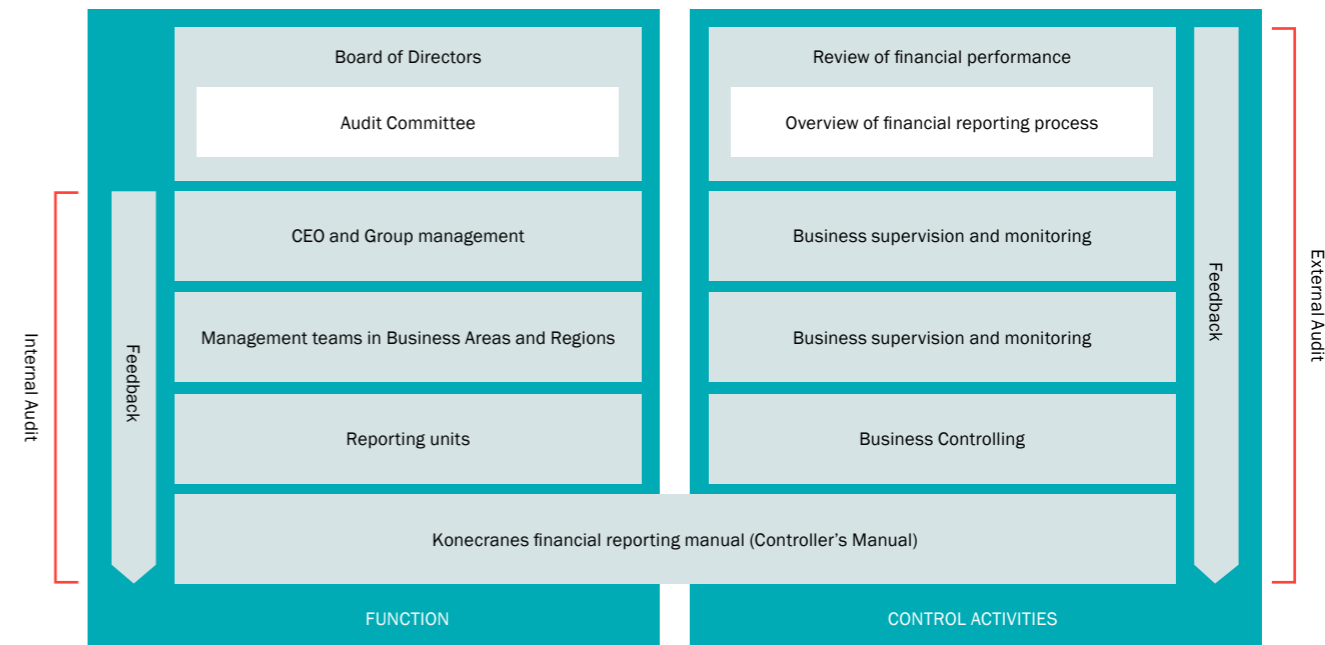 Board of Directors
Audit Committee
CEO and Group management
Management teams in Business Areas and Regions
Reporting units
Review of financial performance
Overview of financial reporting process
Business supervision and monitoring
Business supervision and monitoring
Business Controlling
Konecranes financial reporting manual (Controller's Manual)
Internal Audit
Feedback
Feedback
External Audit
FUNCTION
CONTROL ACTIVITIES